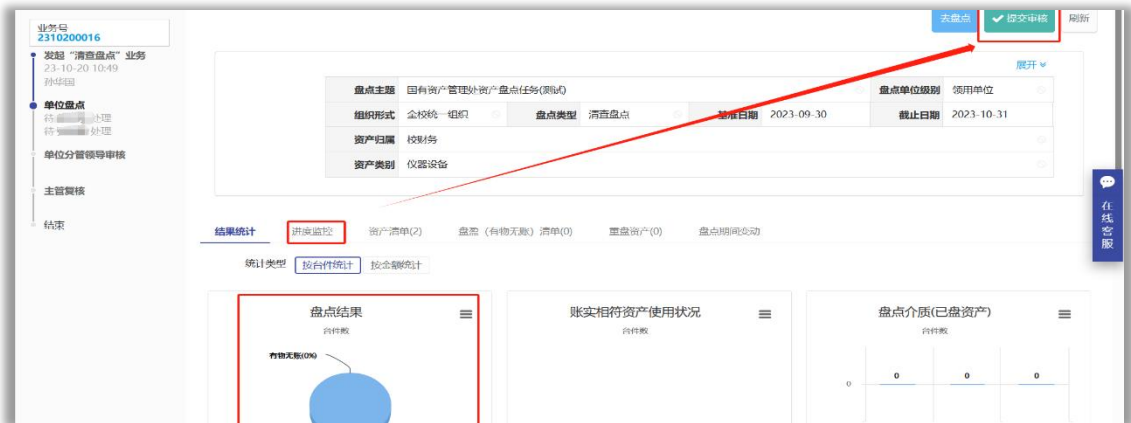 去盘点 提交审核 刷新
业务号
2310200016
发起“清查盘点”业务
23-10-20 10:49
孙华国
单位盘点
待 处理
待 处理
单位分管领导审核
主管复核
结束
展开
盘点主题 国有资产管理处资产盘点任务(测试) 盘点单位级别 领用单位
组织形式 全校统一组织 盘点类型 清查盘点 基准日期 2023-09-30 截止日期 2023-10-31
资产归属 校财务
资产类别 仪器设备
在线客服
结果统计 进度监控 资产清单(2) 盘盈（有物无账）清单(0) 重盘资产(0) 盘点期间变动
统计类型 按台件统计 按金额统计
盘点结果 账实相符资产使用状况 盘点介质(已盘资产)
台件数 台件数 台件数
有物无账(0%)
0 0 0 0